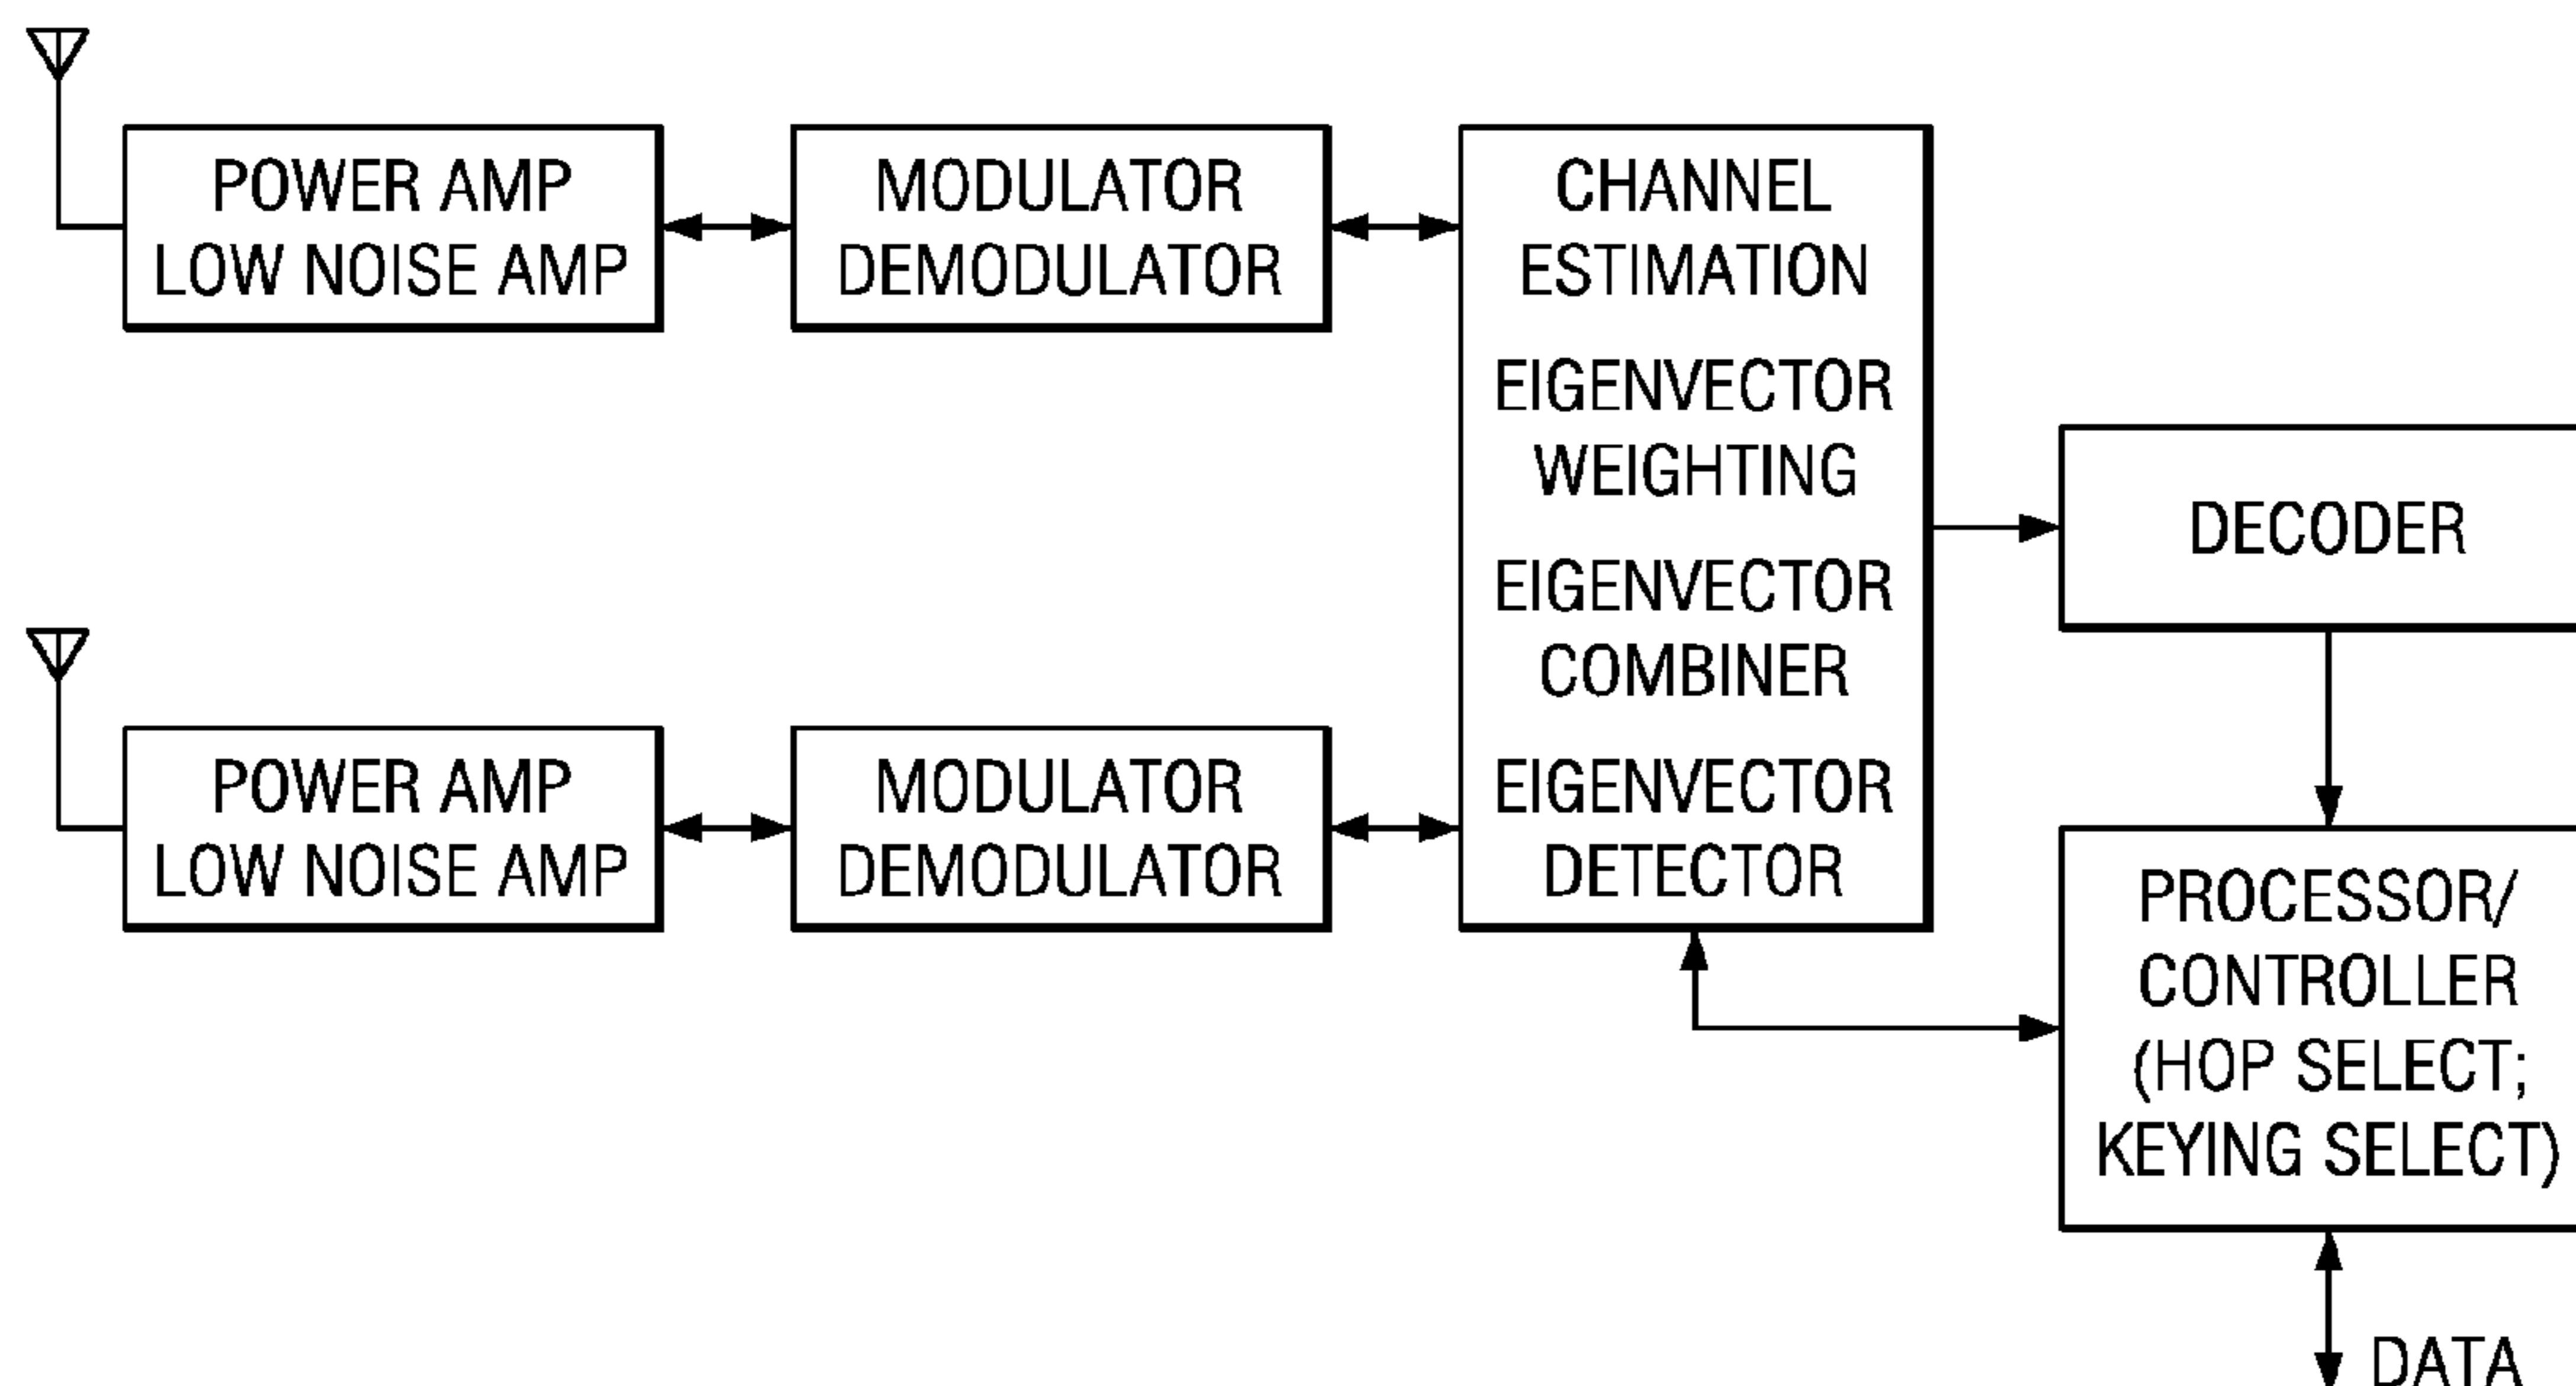 POWER AMP
LOW NOISE AMP
MODULATOR
DEMODULATOR
CHANNEL
ESTIMATION
EIGENVECTOR
WEIGHTING
EIGENVECTOR
COMBINER
EIGENVECTOR
DETECTOR
DECODER
POWER AMP
LOW NOISE AMP
MODULATOR
DEMODULATOR
PROCESSOR/
CONTROLLER
(HOP SELECT;
KEYING SELECT)
DATA